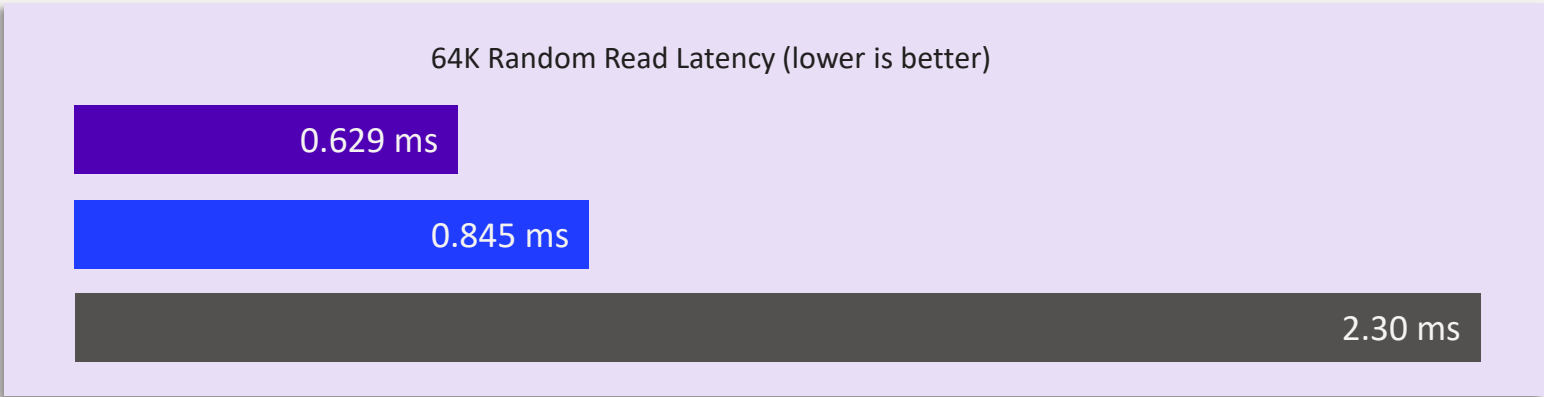 64K Random Read Latency (lower is better)
0.629 ms
0.845 ms
2.30 ms